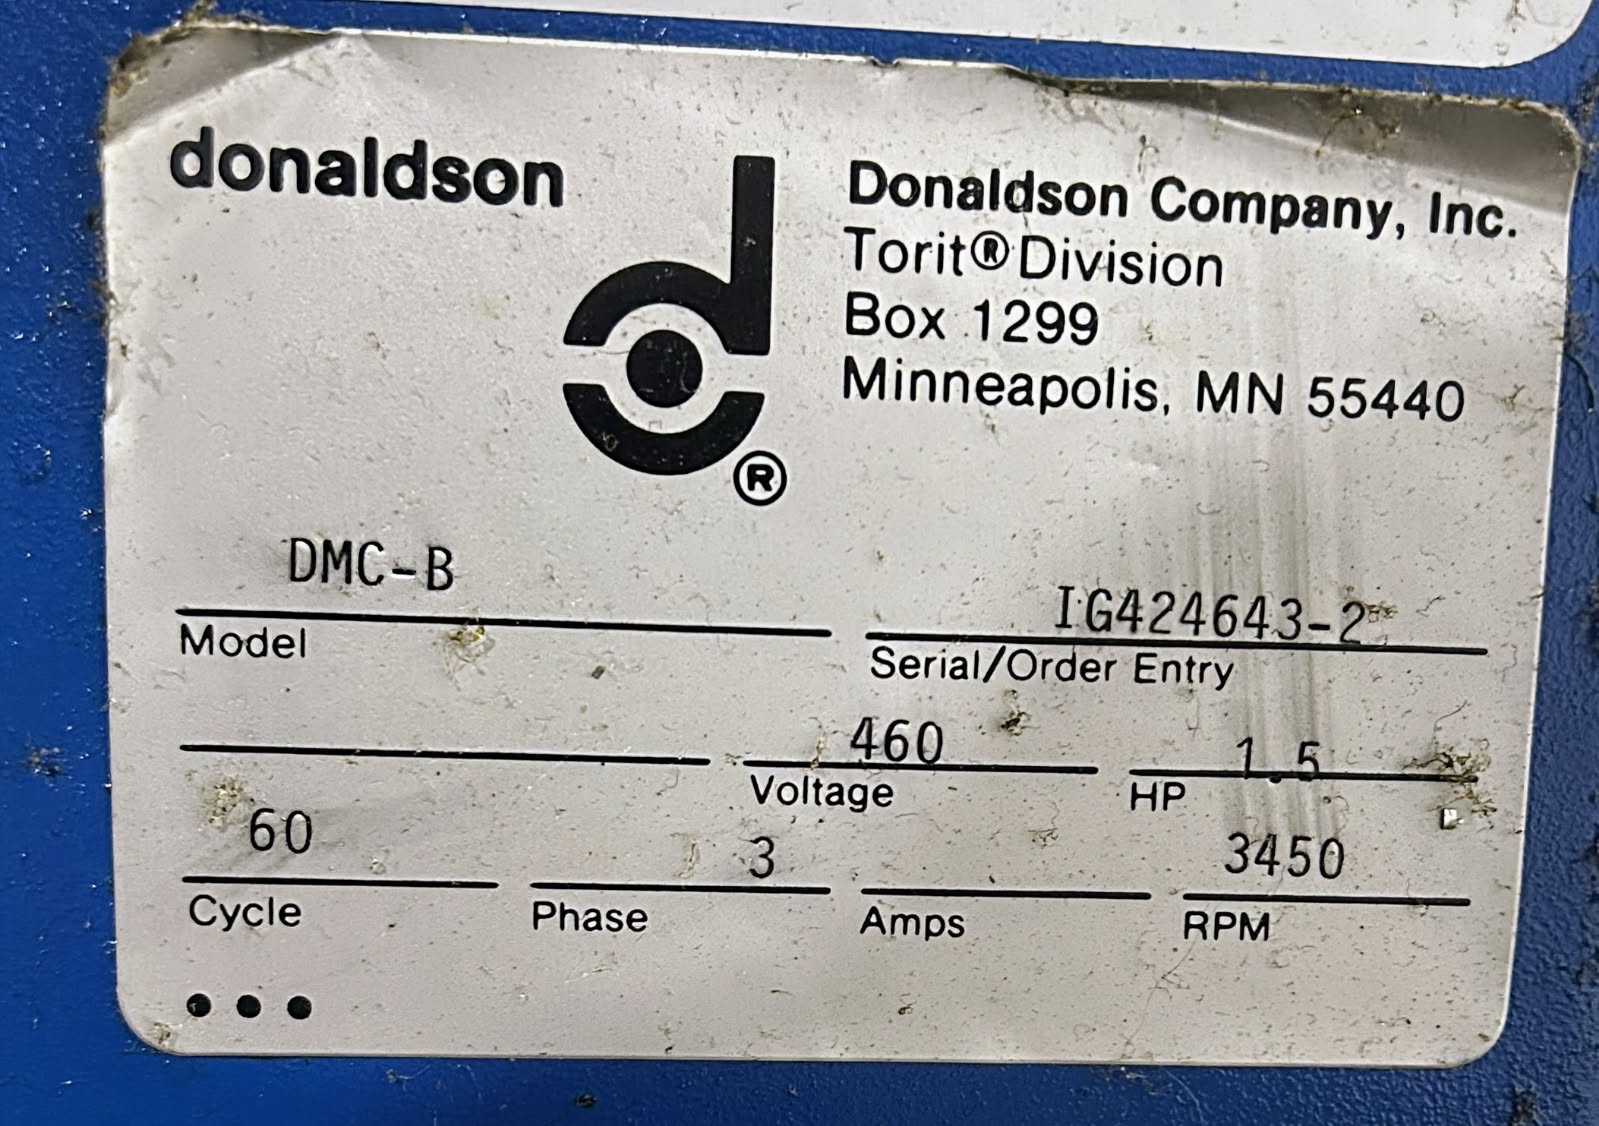 donaldson
Donaldson Company, Inc.
Torit® Division
Box 1299
Minneapolis, MN 55440
®
DMC-B
Model
IG424643-2
Serial/Order Entry
460
Voltage
1.5
HP
60
Cycle
3
Phase
Amps
3450
RPM